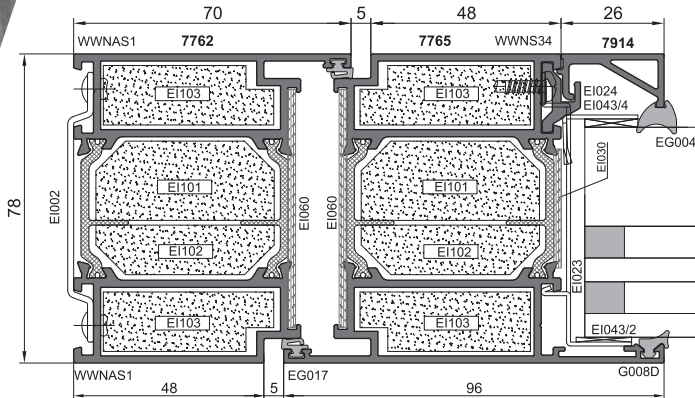 70 5 48 26
WWNAS1 7762 7765 WWNS34 7914
EI103 EI103
EI024
EI043/4
EG004
EI030
EI101 EI101
EI002
EI060 EI060
78
EI102 EI102
EI023
EI103 EI103
EI043/2
WWNAS1 EG017 G008D
48 5 96